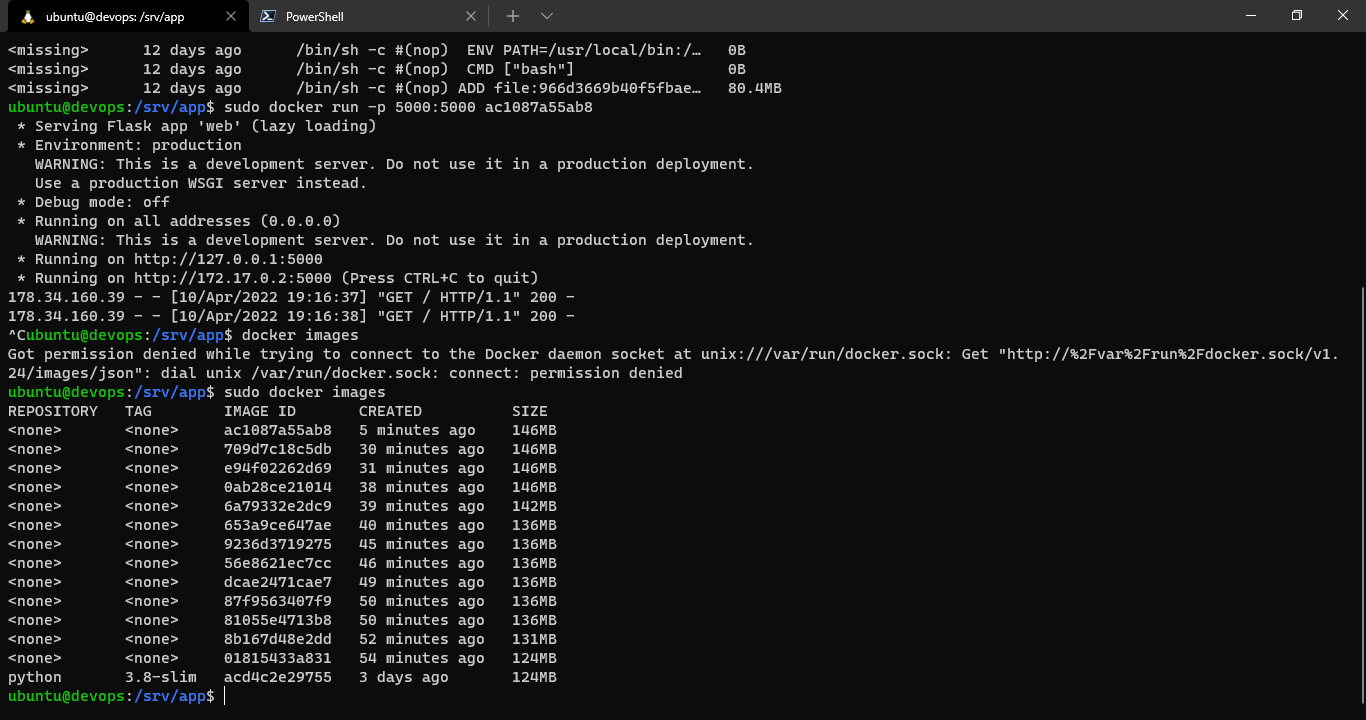 ubuntu@devops: /srv/app
PowerShell
<missing>      12 days ago      /bin/sh -c #(nop)  ENV PATH=/usr/local/bin:/…   0B
<missing>      12 days ago      /bin/sh -c #(nop)  CMD ["bash"]                 0B
<missing>      12 days ago      /bin/sh -c #(nop) ADD file:966d3669b40f5fbae…   80.4MB
ubuntu@devops:/srv/app$ sudo docker run -p 5000:5000 ac1087a55ab8
 * Serving Flask app 'web' (lazy loading)
 * Environment: production
   WARNING: This is a development server. Do not use it in a production deployment.
   Use a production WSGI server instead.
 * Debug mode: off
 * Running on all addresses (0.0.0.0)
   WARNING: This is a development server. Do not use it in a production deployment.
 * Running on http://127.0.0.1:5000
 * Running on http://172.17.0.2:5000 (Press CTRL+C to quit)
178.34.160.39 - - [10/Apr/2022 19:16:37] "GET / HTTP/1.1" 200 -
178.34.160.39 - - [10/Apr/2022 19:16:38] "GET / HTTP/1.1" 200 -
^Cubuntu@devops:/srv/app$ docker images
Got permission denied while trying to connect to the Docker daemon socket at unix:///var/run/docker.sock: Get "http://%2Fvar%2Frun%2Fdocker.sock/v1.
24/images/json": dial unix /var/run/docker.sock: connect: permission denied
ubuntu@devops:/srv/app$ sudo docker images
REPOSITORY   TAG        IMAGE ID       CREATED          SIZE
<none>       <none>     ac1087a55ab8   5 minutes ago    146MB
<none>       <none>     709d7c18c5db   30 minutes ago   146MB
<none>       <none>     e94f02262d69   31 minutes ago   146MB
<none>       <none>     0ab28ce21014   38 minutes ago   146MB
<none>       <none>     6a79332e2dc9   39 minutes ago   142MB
<none>       <none>     653a9ce647ae   40 minutes ago   136MB
<none>       <none>     9236d3719275   45 minutes ago   136MB
<none>       <none>     56e8621ec7cc   46 minutes ago   136MB
<none>       <none>     dcae2471cae7   49 minutes ago   136MB
<none>       <none>     87f9563407f9   50 minutes ago   136MB
<none>       <none>     81055e4713b8   50 minutes ago   136MB
<none>       <none>     8b167d48e2dd   52 minutes ago   131MB
<none>       <none>     01815433a831   54 minutes ago   124MB
python       3.8-slim   acd4c2e29755   3 days ago       124MB
ubuntu@devops:/srv/app$